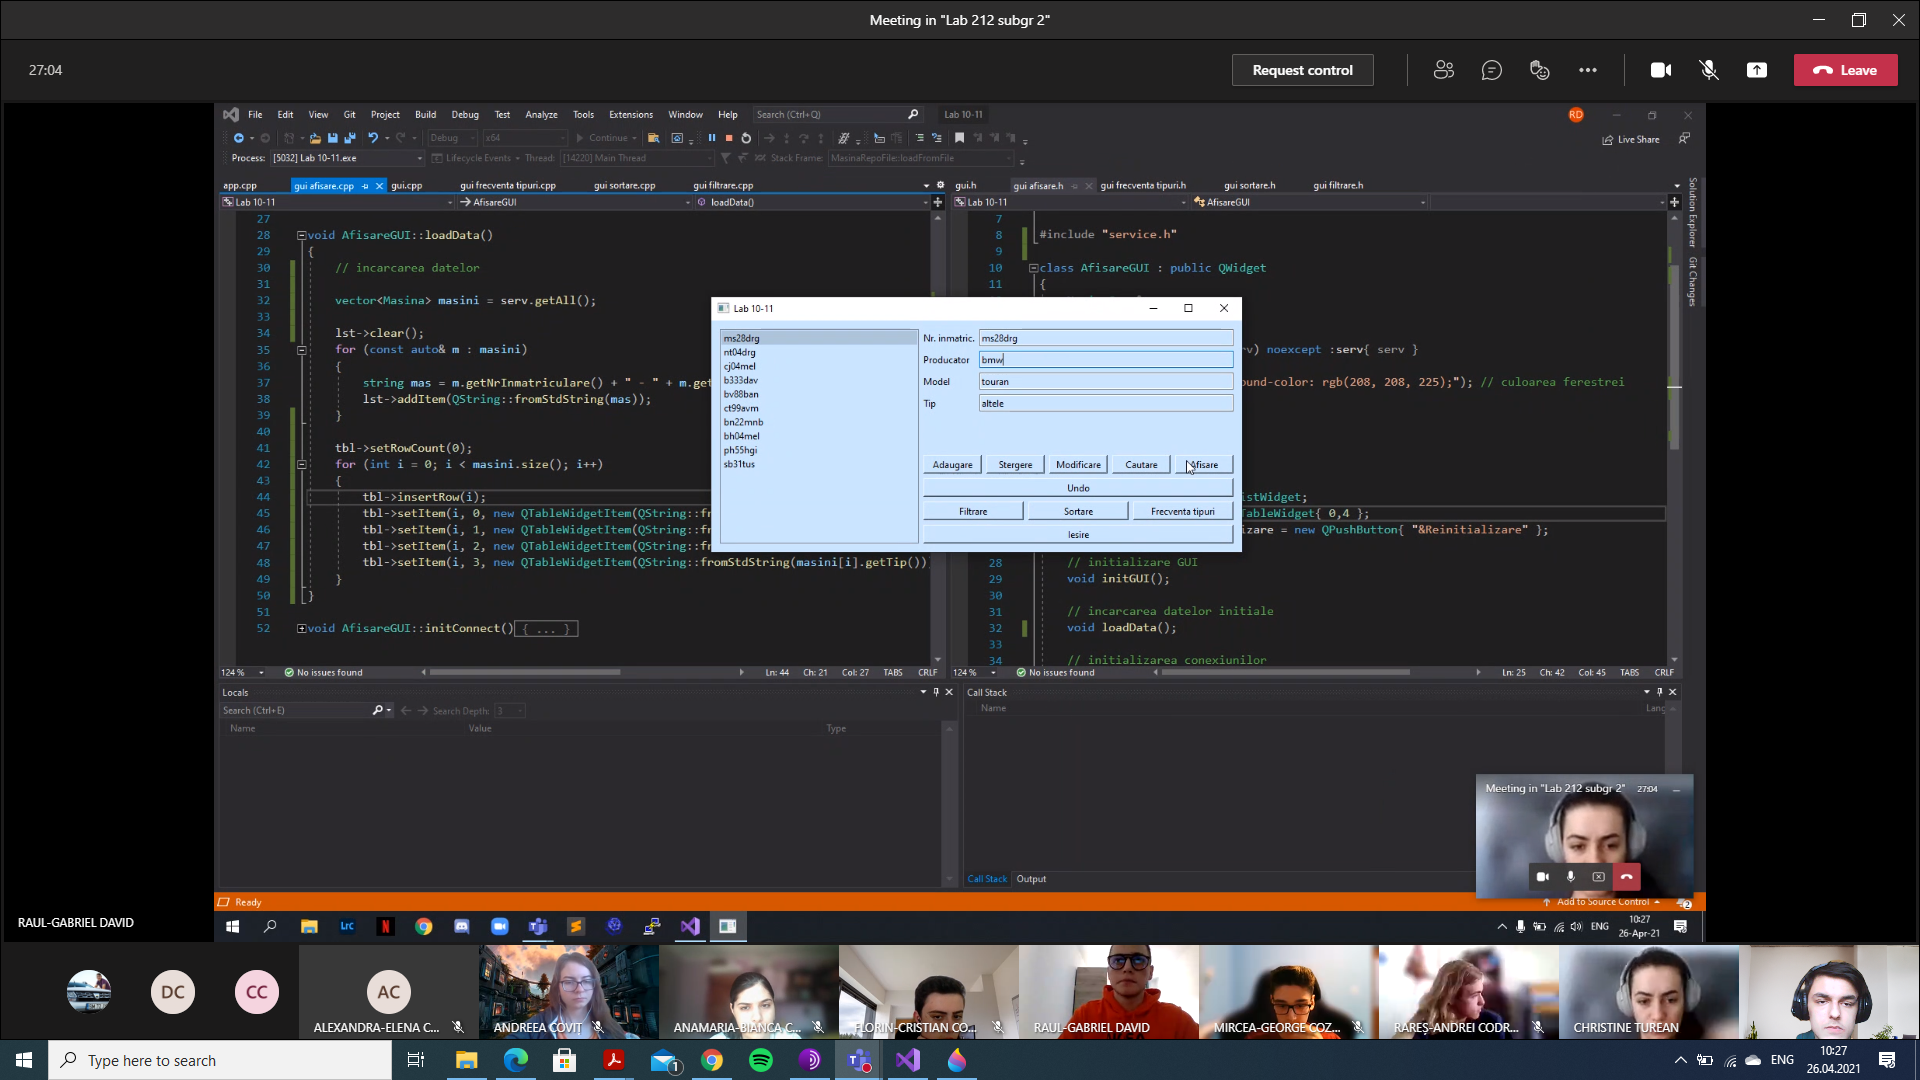 Meeting in "Lab 212 subgr 2"
27:04
Request control
Leave
File Edit View Git Project Build Debug Test Analyze Tools Extensions Window Help Search (Ctrl+Q) Lab 10-11
RD
Debug x64 Continue
Live Share
Process: [5032] Lab 10-11.exe Lifecycle Events Thread: [14220] Main Thread Stack Frame: MasinaRepoFile::loadFromFile
app.cpp gui afisare.cpp gui.cpp gui frecventa tipuri.cpp gui sortare.cpp gui filtrare.cpp
gui.h gui afisare.h gui frecventa tipuri.h gui sortare.h gui filtrare.h
Lab 10-11 AfisareGUI loadData()
Lab 10-11 AfisareGUI
Solution Explorer
Git Changes
27
28 void AfisareGUI::loadData()
29 {
30 // incarcarea datelor
31
32 vector<Masina> masini = serv.getAll();
33
34 lst->clear();
35 for (const auto& m : masini)
36 {
37 string mas = m.getNrInmatriculare() + " - " + m.get
38 lst->addItem(QString::fromStdString(mas));
39 }
40
41 tbl->setRowCount(0);
42 for (int i = 0; i < masini.size(); i++)
43 {
44 tbl->insertRow(i);
45 tbl->setItem(i, 0, new QTableWidgetItem(QString::fr
46 tbl->setItem(i, 1, new QTableWidgetItem(QString::fr
47 tbl->setItem(i, 2, new QTableWidgetItem(QString::fr
48 tbl->setItem(i, 3, new QTableWidgetItem(QString::fromStdString(masini[i].getTip())
49 }
50 }
51
52 void AfisareGUI::initConnect() { ... }
7
8 #include "service.h"
9
10 class AfisareGUI : public QWidget
11 {
) noexcept :serv{ serv }
ound-color: rgb(208, 208, 225);"); // culoarea ferestrei
istWidget;
ableWidget{ 0,4 };
izare = new QPushButton{ "&Reinitializare" };
28 // initializare GUI
29 void initGUI();
30
31 // incarcarea datelor initiale
32 void loadData();
33
34 // initializarea conexiunilor
Lab 10-11
ms28drg
nt04drg
cj04mel
b333dav
bv88ban
ct99avm
bn22mnb
bh04mel
ph55hgi
sb31tus
Nr. inmatric. ms28drg
Producator bmw
Model touran
Tip altele
Adaugare Stergere Modificare Cautare Afisare
Undo
Filtrare Sortare Frecventa tipuri
Iesire
124 % No issues found Ln: 44 Ch: 21 Col: 27 TABS CRLF
124 % No issues found Ln: 25 Ch: 42 Col: 45 TABS CRLF
Locals
Search (Ctrl+E) Search Depth: 3
Name Value Type
Call Stack
Name Lang
Call Stack Output
Meeting in "Lab 212 subgr 2" 27:04
Ready
Add to Source Control
2
RAUL-GABRIEL DAVID
Lrc
N
ENG
10:27
26-Apr-21
DC
CC
AC
ALEXANDRA-ELENA C...
ANDREEA COVIT
ANAMARIA-BIANCA C...
FLORIN-CRISTIAN CO...
RAUL-GABRIEL DAVID
MIRCEA-GEORGE COZ...
RAREȘ-ANDREI CODR...
CHRISTINE TUREAN
Type here to search
1
ENG
10:27
26.04.2021